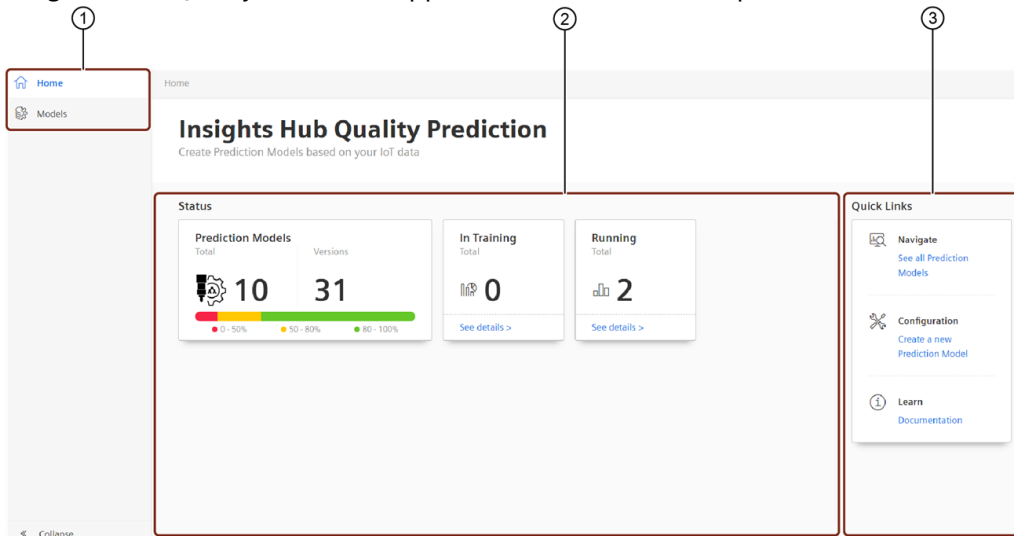 1
2
3
Home
Models
Home
Insights Hub Quality Prediction
Create Prediction Models based on your IoT data
Status
Prediction Models
Total Versions
10 31
0 - 50% 50 - 80% 80 - 100%
In Training
Total
0
See details >
Running
Total
2
See details >
Quick Links
Navigate
See all Prediction
Models
Configuration
Create a new
Prediction Model
Learn
Documentation
Collapse